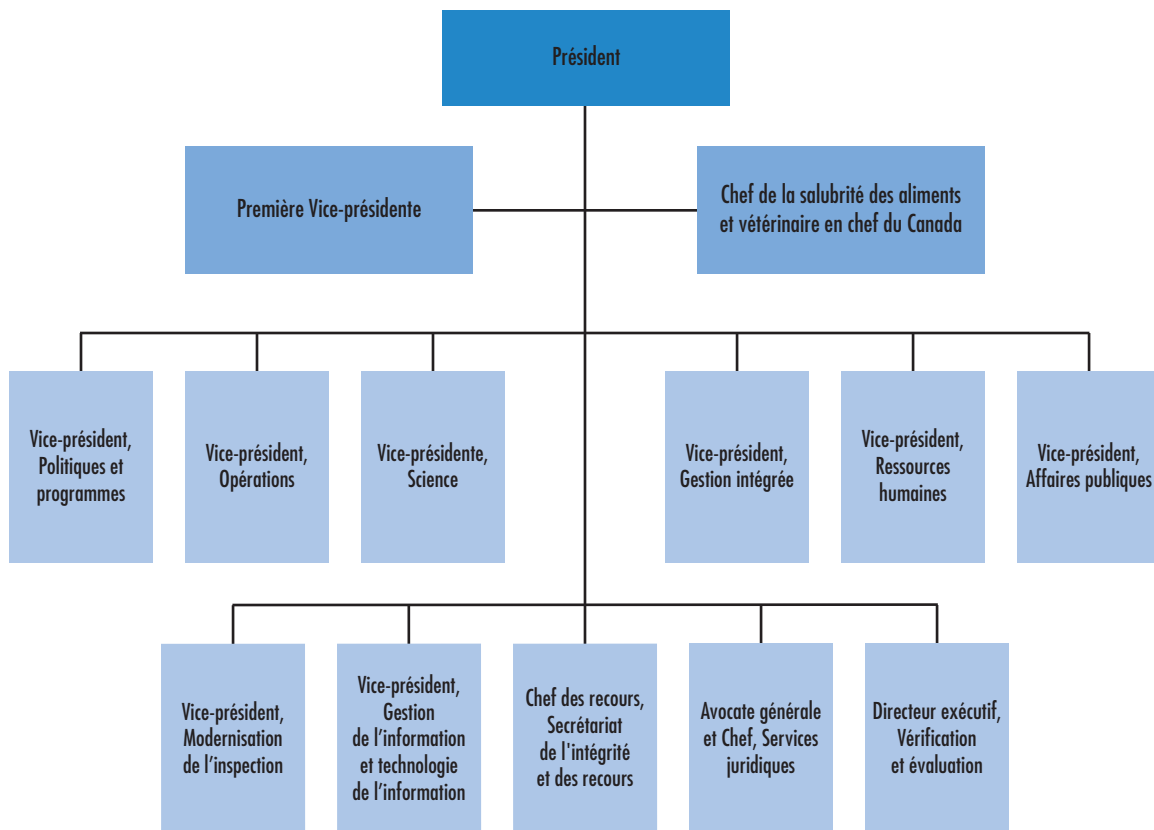 Président
Première Vice-présidente
Chef de la salubrité des aliments
et vétérinaire en chef du Canada
Vice-président,
Politiques et
programmes
Vice-président,
Opérations
Vice-présidente,
Science
Vice-président,
Gestion intégrée
Vice-président,
Ressources
humaines
Vice-président,
Affaires publiques
Vice-président,
Modernisation
de l’inspection
Vice-président,
Gestion
de l’information
et technologie
de l’information
Chef des recours,
Secrétariat
de l'intégrité
et des recours
Avocate générale
et Chef, Services
juridiques
Directeur exécutif,
Vérification
et évaluation